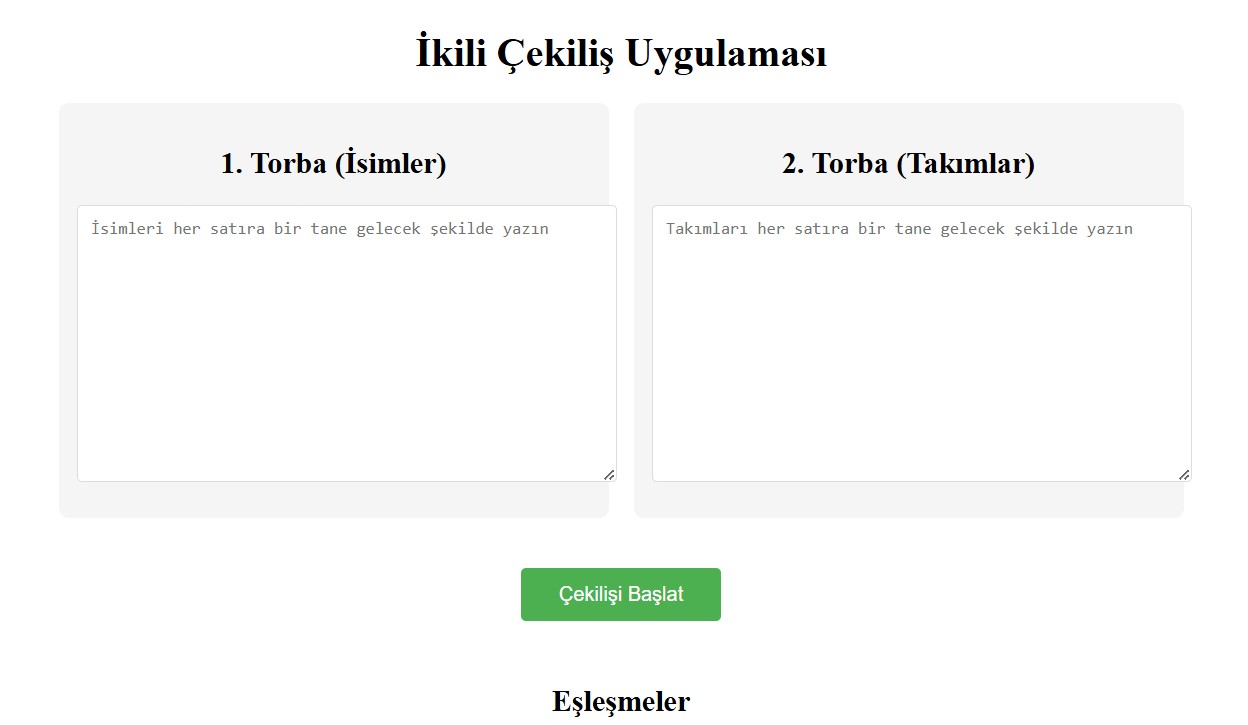 İkili Çekiliş Uygulaması
1. Torba (İsimler)
İsimleri her satıra bir tane gelecek şekilde yazın
2. Torba (Takımlar)
Takımları her satıra bir tane gelecek şekilde yazın
Çekilişi Başlat
Eşleşmeler